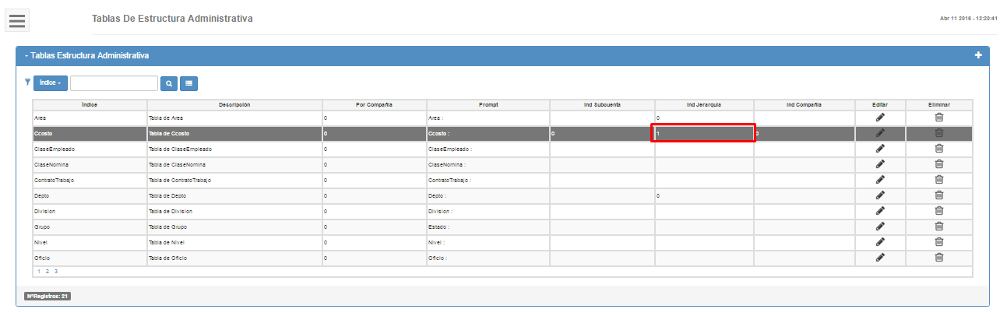 Tablas De Estructura Administrativa
Abr 11 2016 - 12:20:41
- Tablas Estructura Administrativa
Índice
Índice Descripción Por Compañía Prompt Ind Subcuenta Ind Jerarquía Ind Compañía Editar Eliminar
Area Tabla de Area 0 Area : 0
Ccosto Tabla de Ccosto 0 Ccosto : 0 1 0
ClaseEmpleado Tabla de ClaseEmpleado 0 ClaseEmpleado :
ClaseNomina Tabla de ClaseNomina 0 ClaseNomina :
ContratoTrabajo Tabla de ContratoTrabajo 0 ContratoTrabajo :
Depto Tabla de Depto 0 Depto : 0
Division Tabla de Division 0 Division :
Grupo Tabla de Grupo 0 Estado :
Nivel Tabla de Nivel 0 Nivel :
Oficio Tabla de Oficio 0 Oficio :
1 2 3
NºRegistros: 21